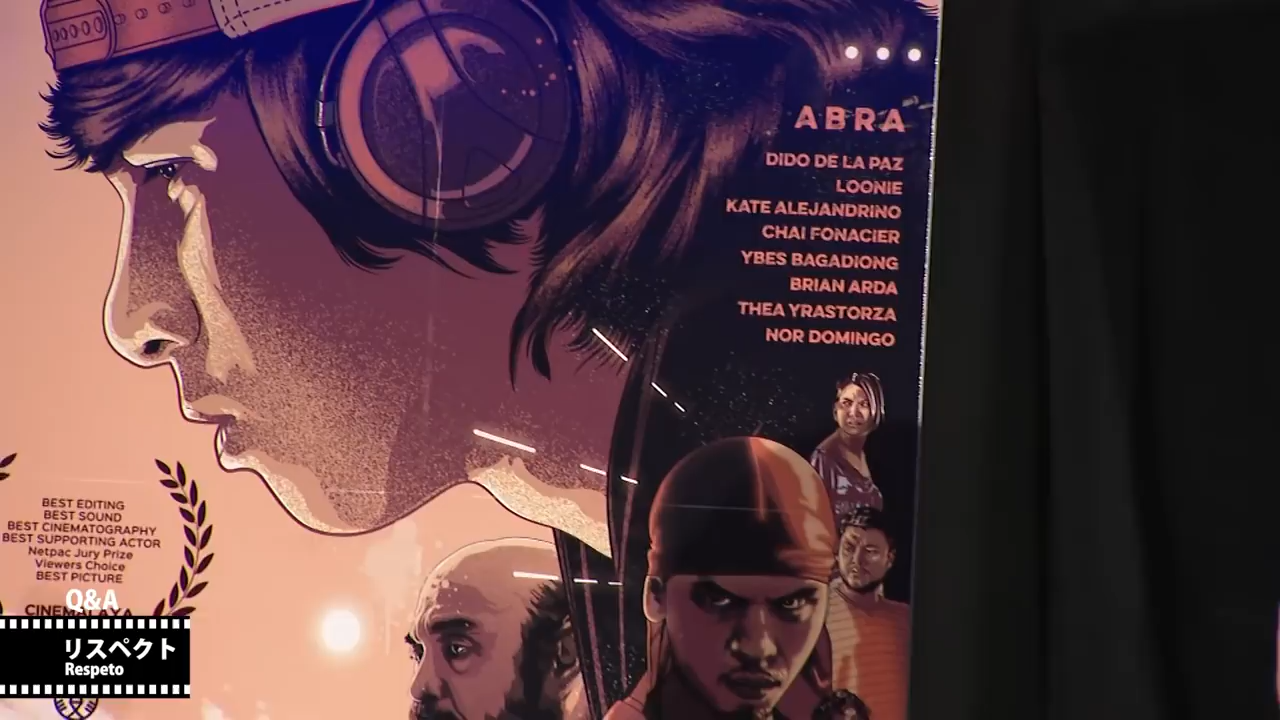 ABRA
DIDO DE LA PAZ
LOONIE
KATE ALEJANDRINO
CHAI FONACIER
YBES BAGADIONG
BRIAN ARDA
THEA YRASTORZA
NOR DOMINGO
BEST EDITING
BEST SOUND
BEST CINEMATOGRAPHY
BEST SUPPORTING ACTOR
Netpac Jury Prize
Viewers Choice
BEST PICTURE
CINEMALAYA
Q&A
リスペクト
Respeto